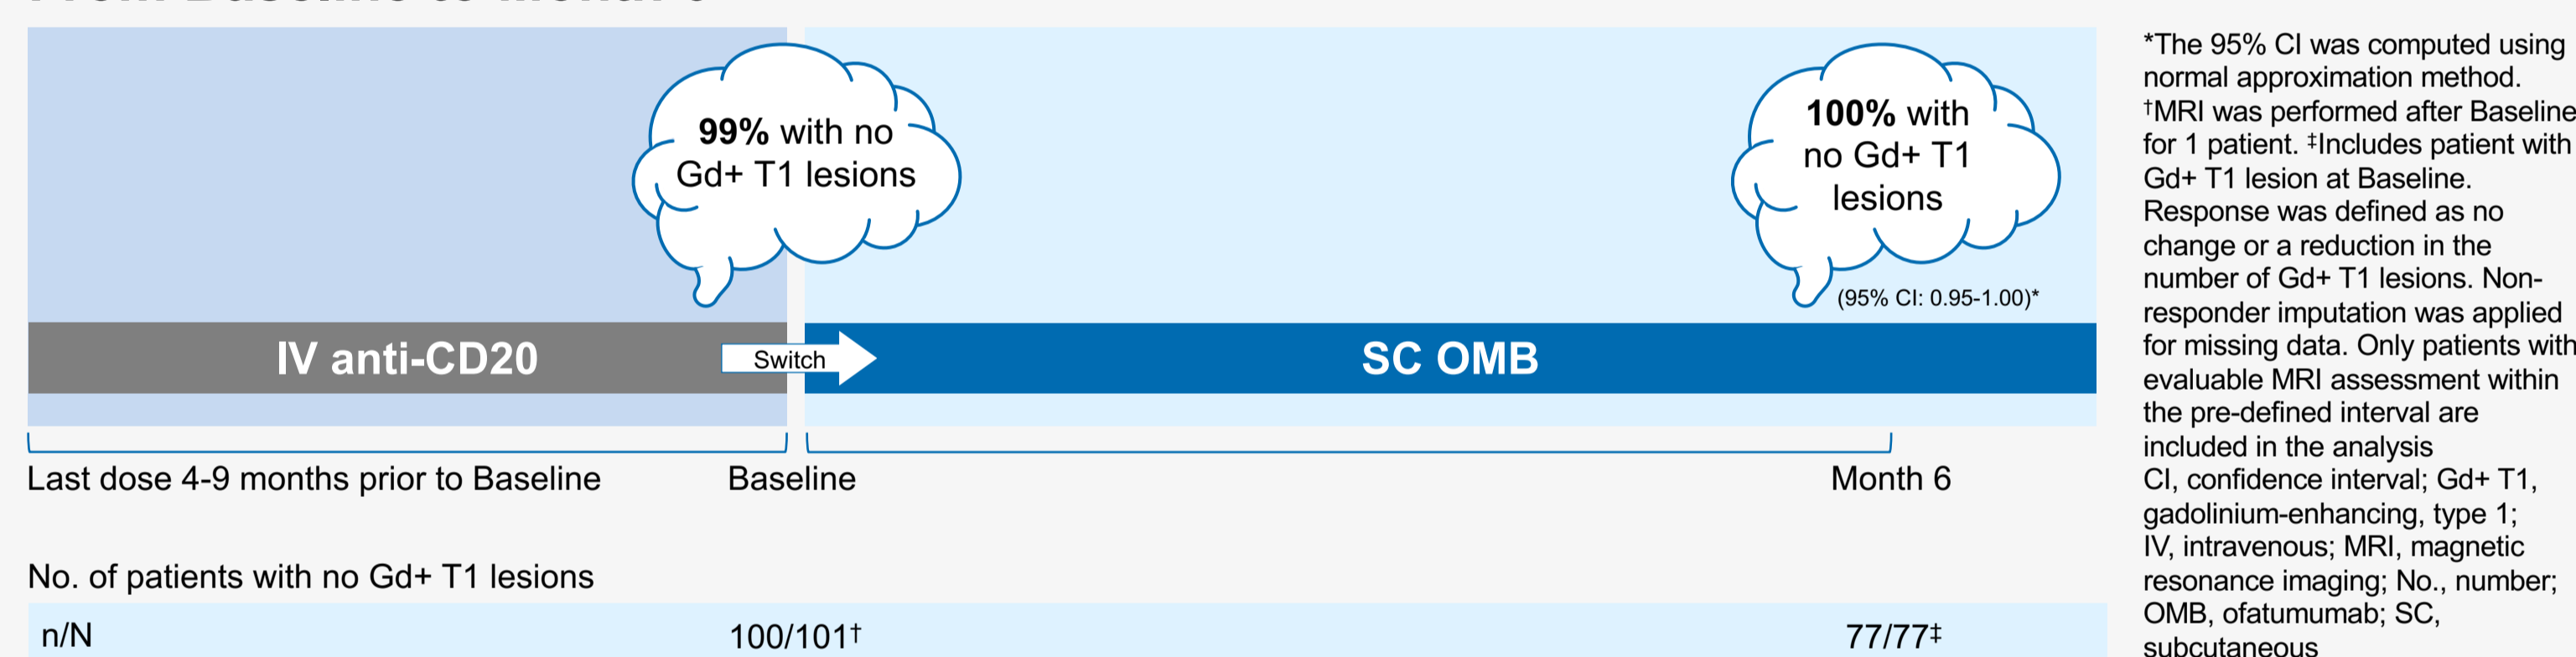 99% with no
Gd+ T1 lesions
100% with
no Gd+ T1
lesions
(95% CI: 0.95-1.00)*
IV anti-CD20
Switch
SC OMB
Last dose 4-9 months prior to Baseline
Baseline
Month 6
No. of patients with no Gd+ T1 lesions
n/N
100/101†
77/77‡
*The 95% CI was computed using
normal approximation method.
†MRI was performed after Baseline
for 1 patient. ‡Includes patient with
Gd+ T1 lesion at Baseline.
Response was defined as no
change or a reduction in the
number of Gd+ T1 lesions. Non-
responder imputation was applied
for missing data. Only patients with
evaluable MRI assessment within
the pre-defined interval are
included in the analysis
CI, confidence interval; Gd+ T1,
gadolinium-enhancing, type 1;
IV, intravenous; MRI, magnetic
resonance imaging; No., number;
OMB, ofatumumab; SC,
subcutaneous